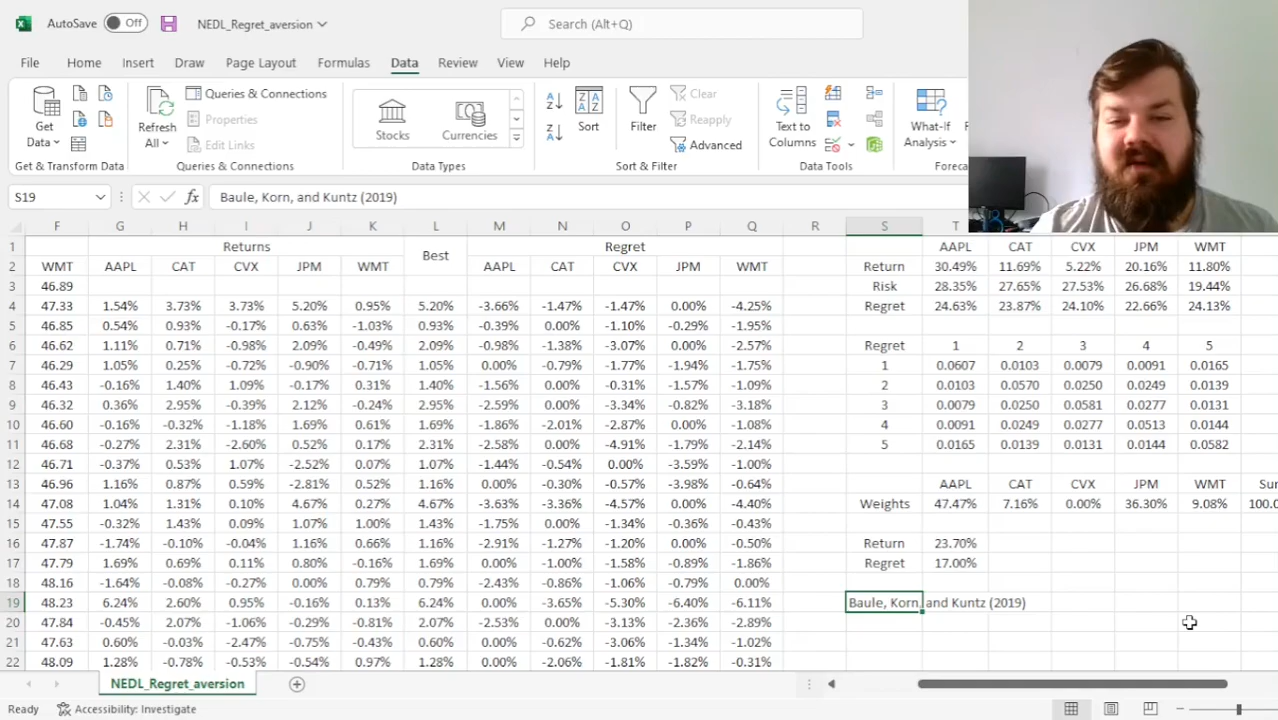 AutoSave Off NEDL_Regret_aversion Search (Alt+Q)
File Home Insert Draw Page Layout Formulas Data Review View Help
Get Data Refresh All Queries & Connections Properties Edit Links Stocks Currencies Sort Filter Clear Reapply Advanced Text to Columns What-If Analysis
Get & Transform Data Queries & Connections Data Types Sort & Filter Data Tools Forec
S19 fx Baule, Korn, and Kuntz (2019)
F G H I J K L M N O P Q R S T U V W X
1 Returns Best Regret AAPL CAT CVX JPM WMT
2 WMT AAPL CAT CVX JPM WMT AAPL CAT CVX JPM WMT Return 30.49% 11.69% 5.22% 20.16% 11.80%
3 46.89 Risk 28.35% 27.65% 27.53% 26.68% 19.44%
4 47.33 1.54% 3.73% 3.73% 5.20% 0.95% 5.20% -3.66% -1.47% -1.47% 0.00% -4.25% Regret 24.63% 23.87% 24.10% 22.66% 24.13%
5 46.85 0.54% 0.93% -0.17% 0.63% -1.03% 0.93% -0.39% 0.00% -1.10% -0.29% -1.95%
6 46.62 1.11% 0.71% -0.98% 2.09% -0.49% 2.09% -0.98% -1.38% -3.07% 0.00% -2.57% Regret 1 2 3 4 5
7 46.29 1.05% 0.25% -0.72% -0.90% -0.71% 1.05% 0.00% -0.79% -1.77% -1.94% -1.75% 1 0.0607 0.0103 0.0079 0.0091 0.0165
8 46.43 -0.16% 1.40% 1.09% -0.17% 0.31% 1.40% -1.56% 0.00% -0.31% -1.57% -1.09% 2 0.0103 0.0570 0.0250 0.0249 0.0139
9 46.32 0.36% 2.95% -0.39% 2.12% -0.24% 2.95% -2.59% 0.00% -3.34% -0.82% -3.18% 3 0.0079 0.0250 0.0581 0.0277 0.0131
10 46.60 -0.16% -0.32% -1.18% 1.69% 0.61% 1.69% -1.86% -2.01% -2.87% 0.00% -1.08% 4 0.0091 0.0249 0.0277 0.0513 0.0144
11 46.68 -0.27% 2.31% -2.60% 0.52% 0.17% 2.31% -2.58% 0.00% -4.91% -1.79% -2.14% 5 0.0165 0.0139 0.0131 0.0144 0.0582
12 46.71 -0.37% 0.53% 1.07% -2.52% 0.07% 1.07% -1.44% -0.54% 0.00% -3.59% -1.00%
13 46.96 1.16% 0.87% 0.59% -2.81% 0.52% 1.16% 0.00% -0.30% -0.57% -3.98% -0.64% AAPL CAT CVX JPM WMT Sum
14 47.08 1.04% 1.31% 0.10% 4.67% 0.27% 4.67% -3.63% -3.36% -4.57% 0.00% -4.40% Weights 47.47% 7.16% 0.00% 36.30% 9.08% 100.0
15 47.55 -0.32% 1.43% 0.09% 1.07% 1.00% 1.43% -1.75% 0.00% -1.34% -0.36% -0.43%
16 47.87 -1.74% -0.10% -0.04% 1.16% 0.66% 1.16% -2.91% -1.27% -1.20% 0.00% -0.50% Return 23.70%
17 47.79 1.69% 0.69% 0.11% 0.80% -0.16% 1.69% 0.00% -1.00% -1.58% -0.89% -1.86% Regret 17.00%
18 48.16 -1.64% -0.08% -0.27% 0.00% 0.79% 0.79% -2.43% -0.86% -1.06% -0.79% 0.00%
19 48.23 6.24% 2.60% 0.95% -0.16% 0.13% 6.24% 0.00% -3.65% -5.30% -6.40% -6.11% Baule, Korn, and Kuntz (2019)
20 47.84 -0.45% 2.07% -1.06% -0.29% -0.81% 2.07% -2.53% 0.00% -3.13% -2.36% -2.89%
21 47.63 0.60% -0.03% -2.47% -0.75% -0.43% 0.60% 0.00% -0.62% -3.06% -1.34% -1.02%
22 48.09 1.28% -0.78% -0.53% -0.54% 0.97% 1.28% 0.00% -2.06% -1.81% -1.82% -0.31%
NEDL_Regret_aversion
Ready Accessibility: Investigate